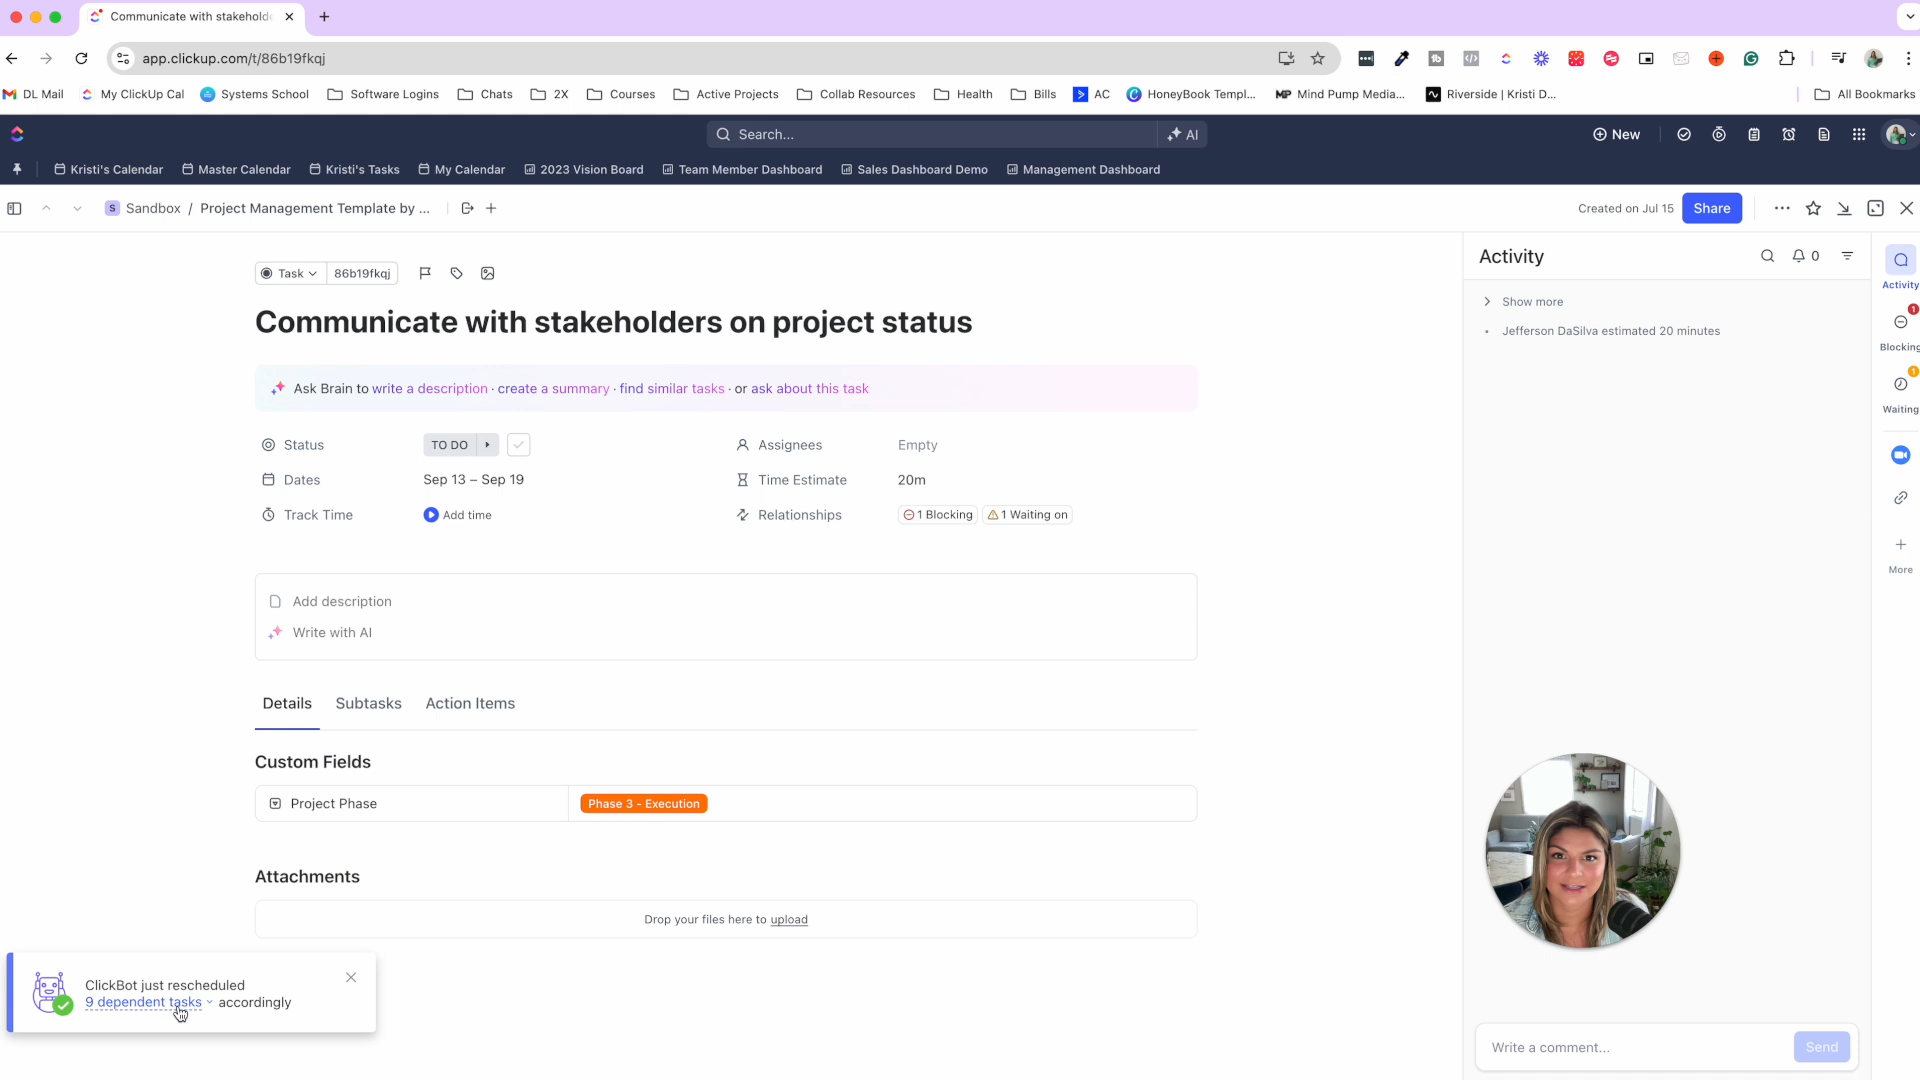 Communicate with stakehold
app.clickup.com/t/86b19fkqj
DL Mail
My ClickUp Cal
Systems School
Software Logins
Chats
2X
Courses
Active Projects
Collab Resources
Health
Bills
AC
HoneyBook Templ...
Mind Pump Media...
Riverside | Kristi D...
All Bookmarks
Search...
AI
New
Kristi's Calendar
Master Calendar
Kristi's Tasks
My Calendar
2023 Vision Board
Team Member Dashboard
Sales Dashboard Demo
Management Dashboard
S Sandbox / Project Management Template by ...
Created on Jul 15
Share
Task
86b19fkqj
Communicate with stakeholders on project status
Ask Brain to write a description · create a summary · find similar tasks · or ask about this task
Status
TO DO
Assignees
Empty
Dates
Sep 13 – Sep 19
Time Estimate
20m
Track Time
Add time
Relationships
1 Blocking
1 Waiting on
Add description
Write with AI
Details
Subtasks
Action Items
Custom Fields
Project Phase
Phase 3 - Execution
Attachments
Drop your files here to upload
ClickBot just rescheduled
9 dependent tasks accordingly
Activity
0
Show more
Jefferson DaSilva estimated 20 minutes
Write a comment...
Send
Activity
1
Blocking
1
Waiting
More